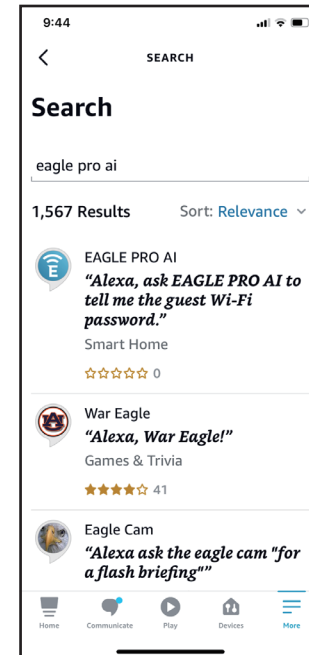 9:44
SEARCH
Search
eagle pro ai
1,567 Results Sort: Relevance
EAGLE PRO AI
“Alexa, ask EAGLE PRO AI to
tell me the guest Wi-Fi
password.”
Smart Home
0
War Eagle
“Alexa, War Eagle!”
Games & Trivia
41
Eagle Cam
“Alexa ask the eagle cam "for
a flash briefing"”
Home Communicate Play Devices More